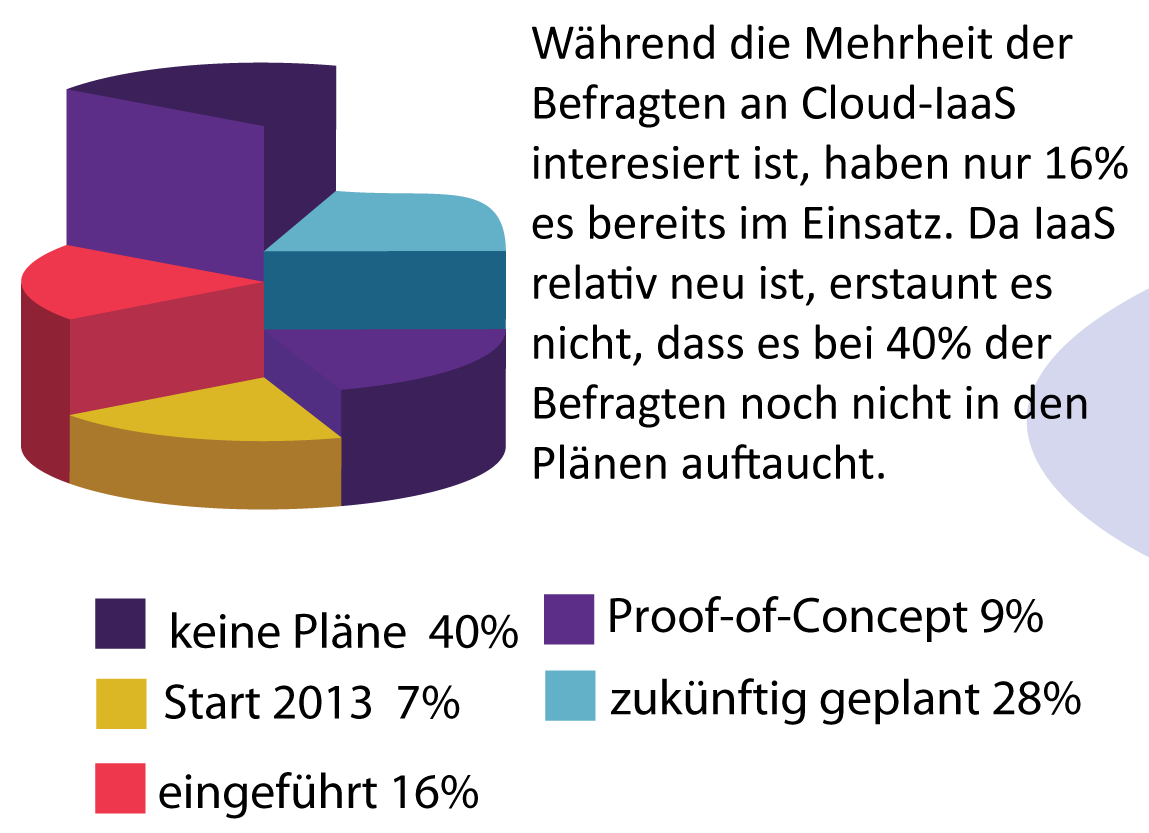 Während die Mehrheit der
Befragten an Cloud-IaaS
interesiert ist, haben nur 16%
es bereits im Einsatz. Da IaaS
relativ neu ist, erstaunt es
nicht, dass es bei 40% der
Befragten noch nicht in den
Plänen auftaucht.
keine Pläne 40%
Proof-of-Concept 9%
Start 2013 7%
zukünftig geplant 28%
eingeführt 16%